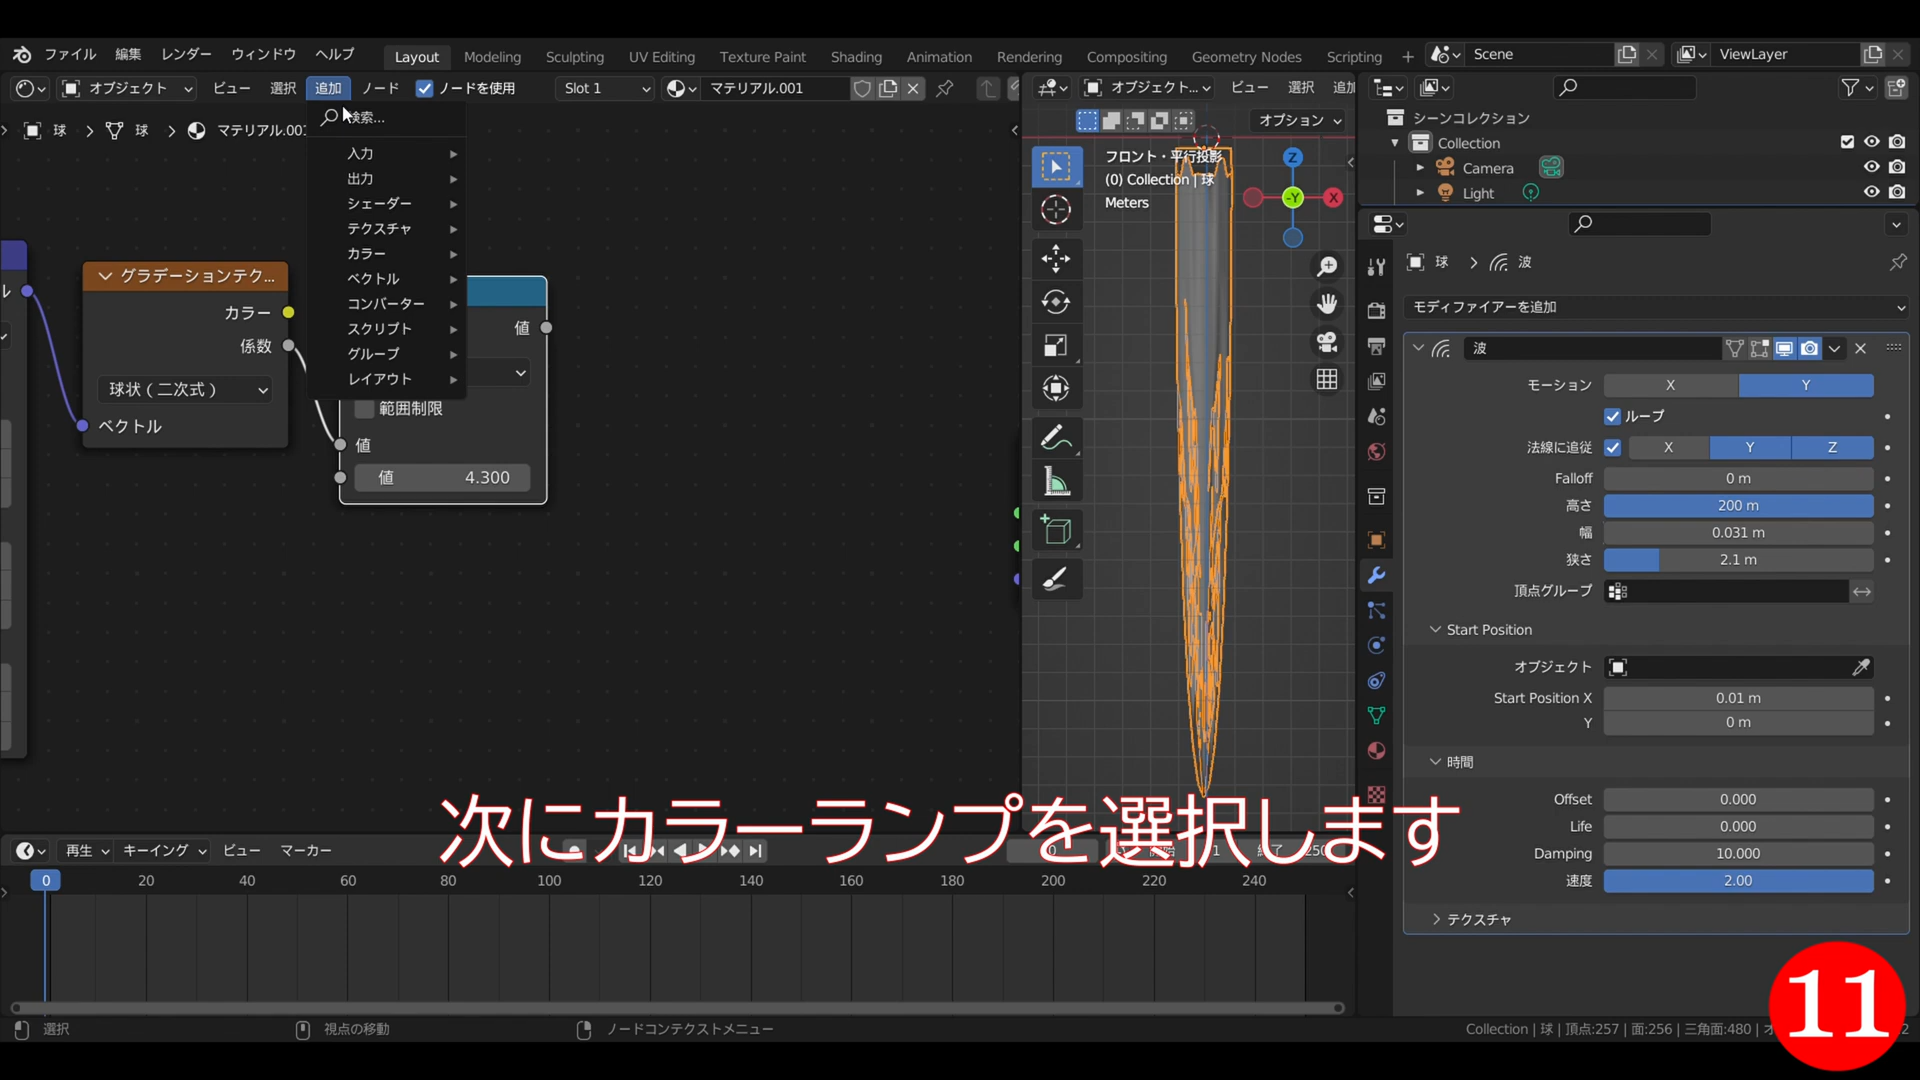 ファイル 編集 レンダー ウィンドウ ヘルプ Layout Modeling Sculpting UV Editing Texture Paint Shading Animation Rendering Compositing Geometry Nodes Scripting + Scene ViewLayer
オブジェクト ビュー 選択 追加 ノード ノードを使用 Slot 1 マテリアル.001 オブジェクト... ビュー 選択 追加
検索...
オプション
シーンコレクション
球 > 球 > マテリアル.001
Collection
Camera
Light
入力
出力
シェーダー
テクスチャ
カラー
ベクトル
コンバーター
スクリプト
グループ
レイアウト
グラデーションテク...
カラー
係数
球状 ( 二次式 )
ベクトル
値
範囲制限
値
値 4.300
フロント・平行投影
(0) Collection | 球
Meters
Z
-Y
X
球 > 波
モディファイアーを追加
波
モーション X Y
ループ
法線に追従 X Y Z
Falloff 0 m
高さ 200 m
幅 0.031 m
狭さ 2.1 m
頂点グループ
Start Position
オブジェクト
Start Position X 0.01 m
Y 0 m
時間
Offset 0.000
Life 0.000
Damping 10.000
速度 2.00
テクスチャ
次にカラーランプを選択します
再生 キーイング ビュー マーカー
0 20 40 60 80 100 120 140 160 180 200 220 240
選択 視点の移動 ノードコンテクストメニュー
Collection | 球 | 頂点:257 | 面:256 | 三角面:480 |
11